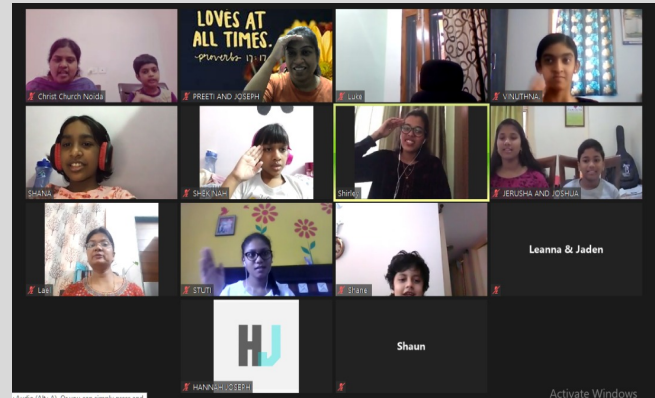 LOVES AT
ALL TIMES.
-proverbs 17:17
Christ Church Noida
PREETI AND JOSEPH
Luke
VINUTHNA
SHANA
SHEKINAH
Shirley
JERUSHA AND JOSHUA
Lael
STUTI
Shane
Leanna & Jaden
HJ
HANNAH JOSEPH
Shaun
Activate Windows